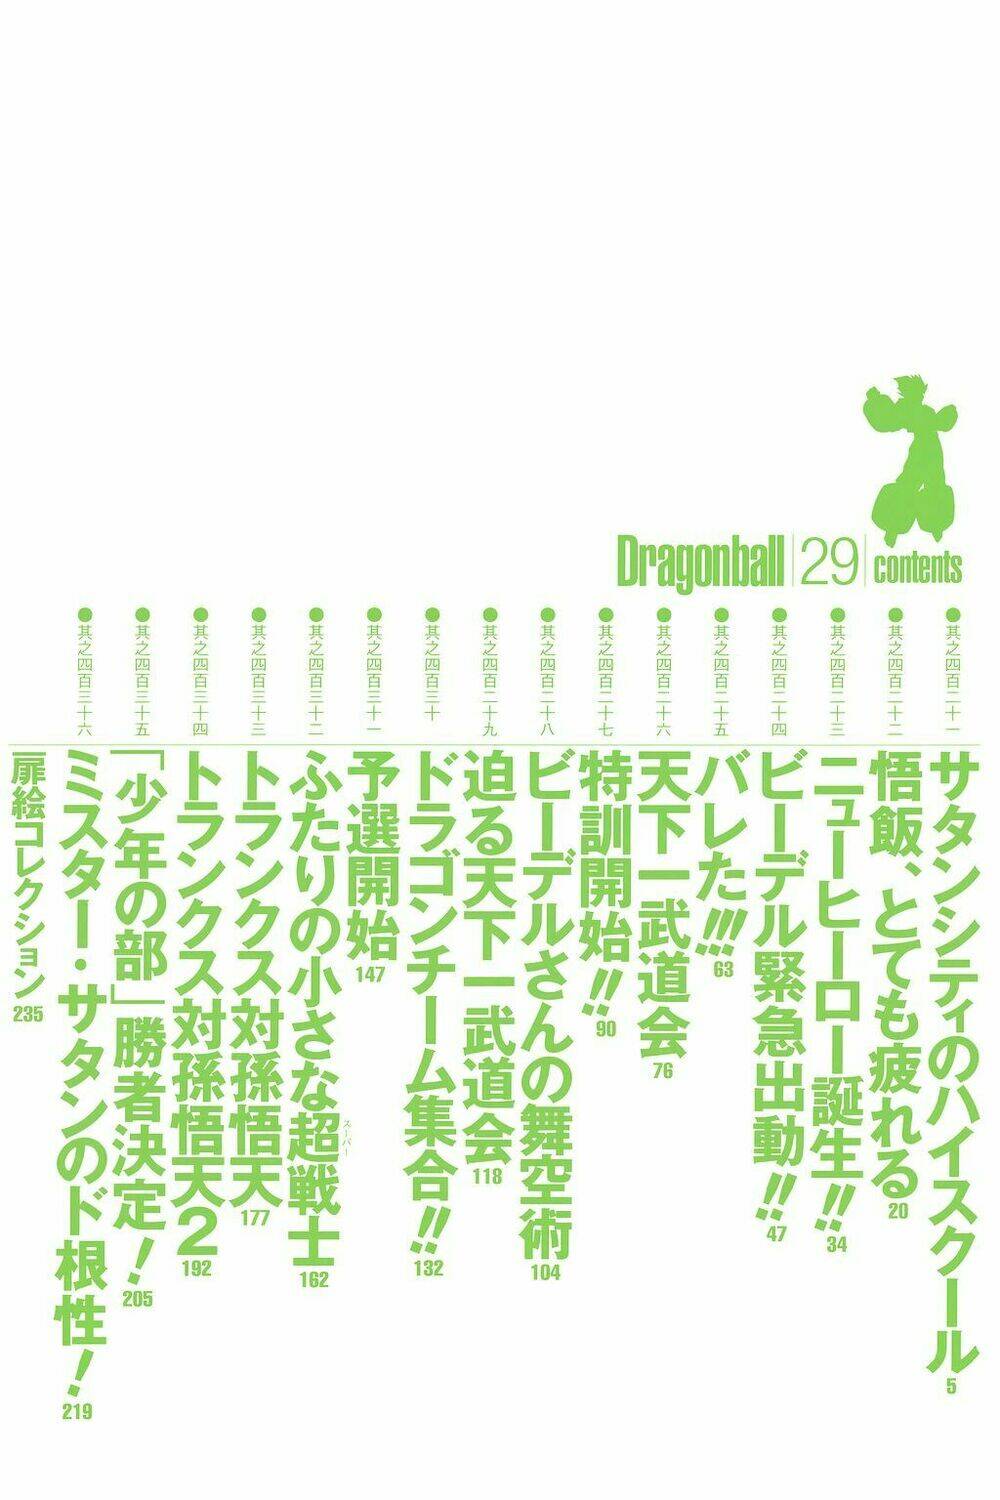 Dragonball 29 contents
●其之四百二十一
サタンシティのハイスクール 5
●其之四百二十二
悟飯、とても疲れる 20
●其之四百二十三
ニューヒーロー誕生!! 34
●其之四百二十四
ビーデル緊急出動!! 47
●其之四百二十五
バレた!!! 63
●其之四百二十六
天下一武道会 76
●其之四百二十七
特訓開始!! 90
●其之四百二十八
ビーデルさんの舞空術 104
●其之四百二十九
迫る天下一武道会 118
●其之四百三十
ドラゴンチーム集合!! 132
●其之四百三十一
予選開始 147
●其之四百三十二
ふたりの小さな超戦士 162
スーパー
●其之四百三十三
トランクス対孫悟天 177
●其之四百三十四
トランクス対孫悟天2 192
●其之四百三十五
「少年の部」勝者決定! 205
●其之四百三十六
ミスター・サタンのド根性! 219
扉絵コレクション 235